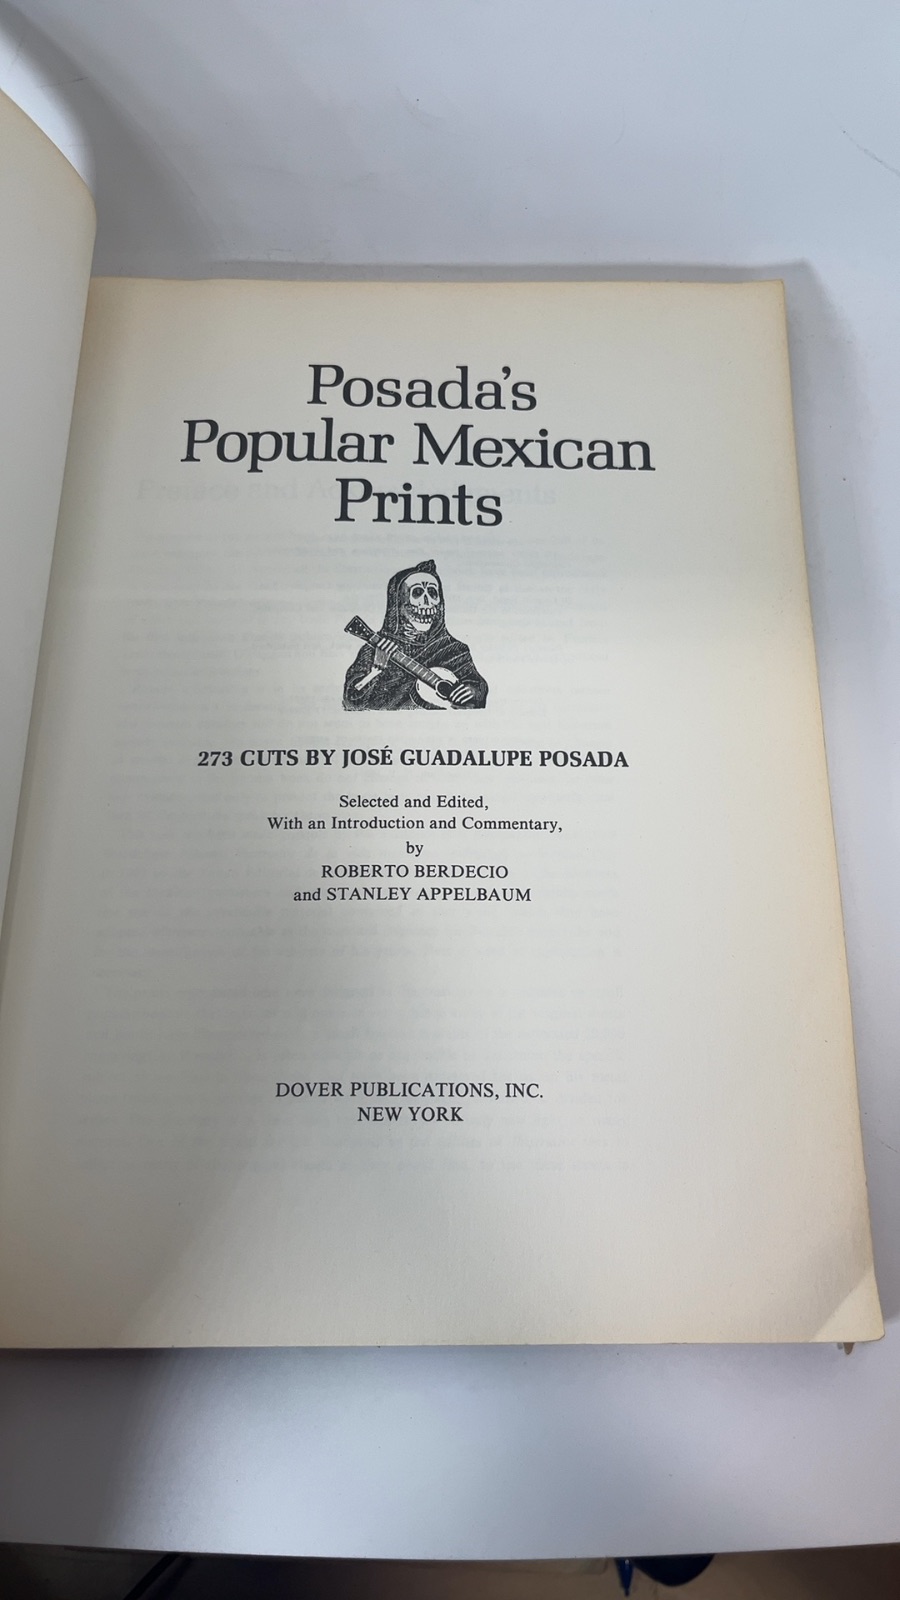 Posada's
Popular Mexican
Prints
273 CUTS BY JOSÉ GUADALUPE POSADA
Selected and Edited,
With an Introduction and Commentary,
by
ROBERTO BERDECIO
and STANLEY APPELBAUM
DOVER PUBLICATIONS, INC.
NEW YORK